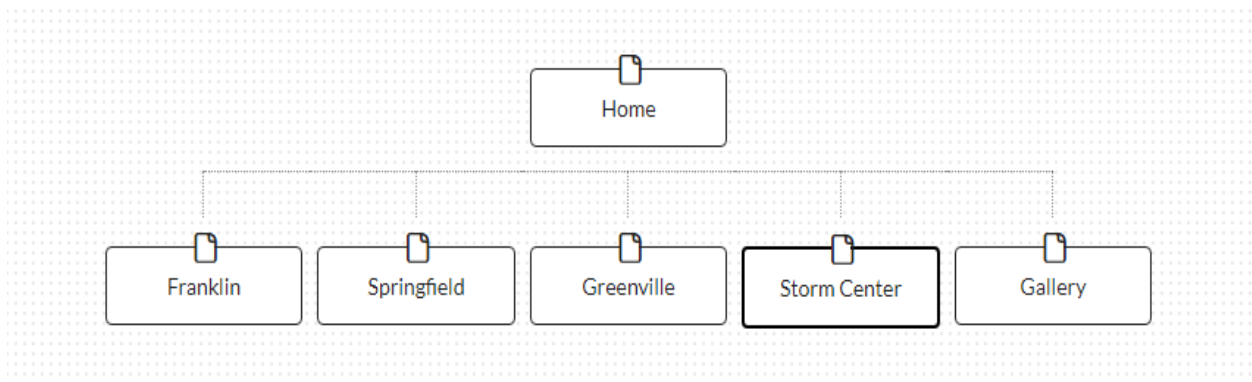 Home
Franklin
Springfield
Greenville
Storm Center
Gallery